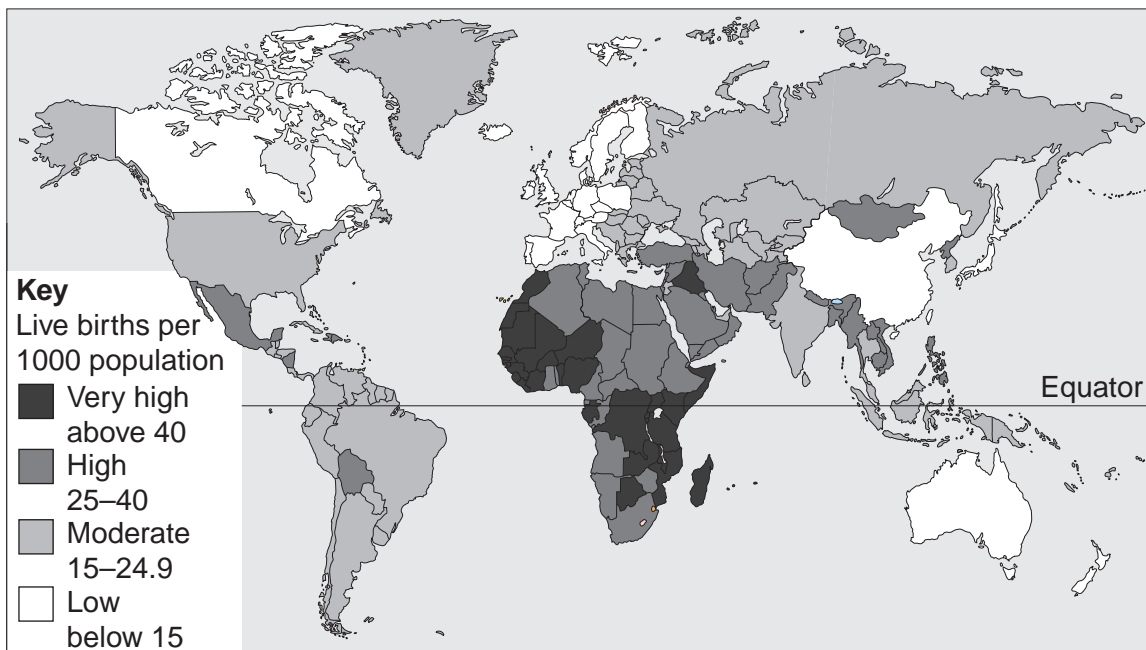 Key
Live births per
1000 population
Very high
above 40
High
25–40
Moderate
15–24.9
Low
below 15
Equator